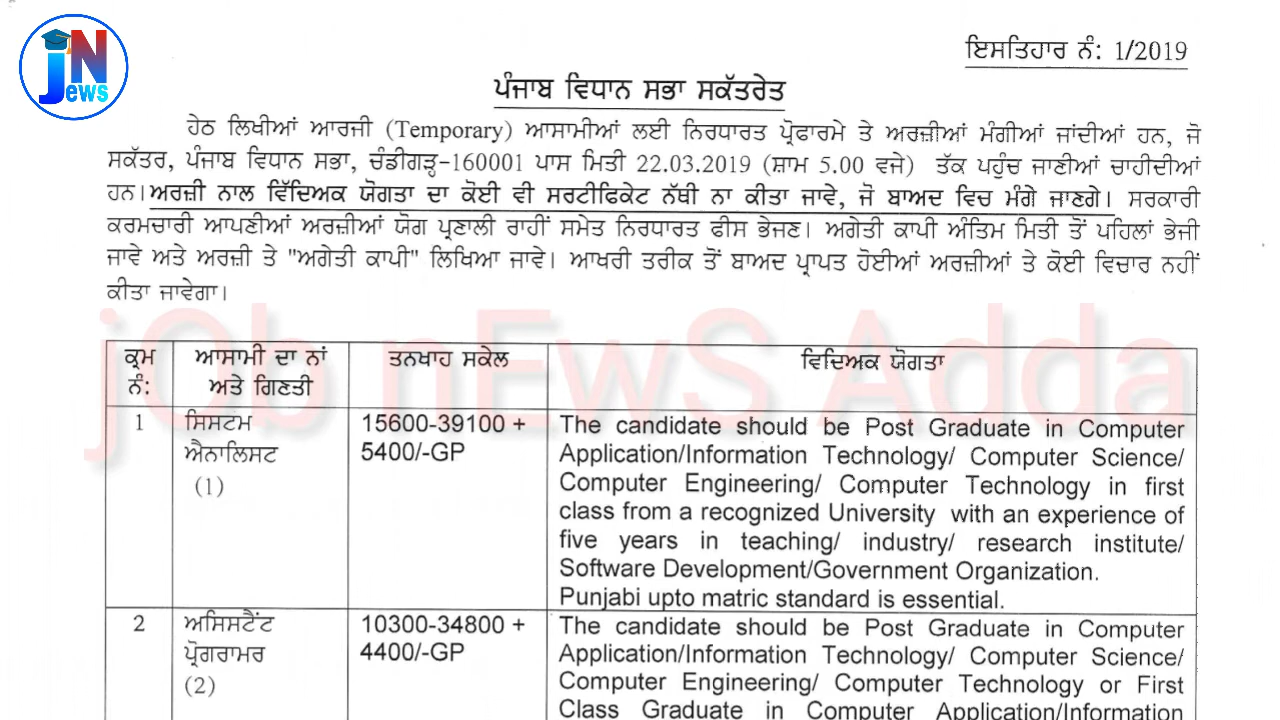 jN
ews
ਇਸਤਿਹਾਰ ਨੰ: 1/2019
ਪੰਜਾਬ ਵਿਧਾਨ ਸਭਾ ਸਕੱਤਰੇਤ
ਹੇਠ ਲਿਖੀਆਂ ਆਰਜੀ (Temporary) ਆਸਾਮੀਆਂ ਲਈ ਨਿਰਧਾਰਤ ਪ੍ਰੋਫਾਰਮੇ ਤੇ ਅਰਜ਼ੀਆਂ ਮੰਗੀਆਂ ਜਾਂਦੀਆਂ ਹਨ, ਜੋ
ਸਕੱਤਰ, ਪੰਜਾਬ ਵਿਧਾਨ ਸਭਾ, ਚੰਡੀਗੜ੍ਹ-160001 ਪਾਸ ਮਿਤੀ 22.03.2019 (ਸ਼ਾਮ 5.00 ਵਜੇ) ਤੱਕ ਪਹੁੰਚ ਜਾਣੀਆਂ ਚਾਹੀਦੀਆਂ
ਹਨ। ਅਰਜ਼ੀ ਨਾਲ ਵਿੱਦਿਅਕ ਯੋਗਤਾ ਦਾ ਕੋਈ ਵੀ ਸਰਟੀਫਿਕੇਟ ਨੱਥੀ ਨਾ ਕੀਤਾ ਜਾਵੇ, ਜੋ ਬਾਅਦ ਵਿਚ ਮੰਗੇ ਜਾਣਗੇ। ਸਰਕਾਰੀ
ਕਰਮਚਾਰੀ ਆਪਣੀਆਂ ਅਰਜ਼ੀਆਂ ਯੋਗ ਪ੍ਰਣਾਲੀ ਰਾਹੀਂ ਸਮੇਤ ਨਿਰਧਾਰਤ ਫੀਸ ਭੇਜਣ। ਅਗੇਤੀ ਕਾਪੀ ਅੰਤਿਮ ਮਿਤੀ ਤੋਂ ਪਹਿਲਾਂ ਭੇਜੀ
ਜਾਵੇ ਅਤੇ ਅਰਜ਼ੀ ਤੇ "ਅਗੇਤੀ ਕਾਪੀ" ਲਿਖਿਆ ਜਾਵੇ। ਆਖਰੀ ਤਰੀਕ ਤੋਂ ਬਾਅਦ ਪ੍ਰਾਪਤ ਹੋਈਆਂ ਅਰਜ਼ੀਆਂ ਤੇ ਕੋਈ ਵਿਚਾਰ ਨਹੀਂ
ਕੀਤਾ ਜਾਵੇਗਾ।
jOb nEwS Adda
ਕ੍ਰਮ ਨੰ:
ਆਸਾਮੀ ਦਾ ਨਾਂ
ਅਤੇ ਗਿਣਤੀ
ਤਨਖਾਹ ਸਕੇਲ
ਵਿਦਿਅਕ ਯੋਗਤਾ
1
ਸਿਸਟਮ
ਐਨਾਲਿਸਟ
(1)
15600-39100 +
5400/-GP
The candidate should be Post Graduate in Computer
Application/Information Technology/ Computer Science/
Computer Engineering/ Computer Technology in first
class from a recognized University with an experience of
five years in teaching/ industry/ research institute/
Software Development/Government Organization.
Punjabi upto matric standard is essential.
2
ਅਸਿਸਟੈਂਟ
ਪ੍ਰੋਗਰਾਮਰ
(2)
10300-34800 +
4400/-GP
The candidate should be Post Graduate in Computer
Application/Information Technology/ Computer Science/
Computer Engineering/ Computer Technology or First
Class Graduate in Computer Application/Information